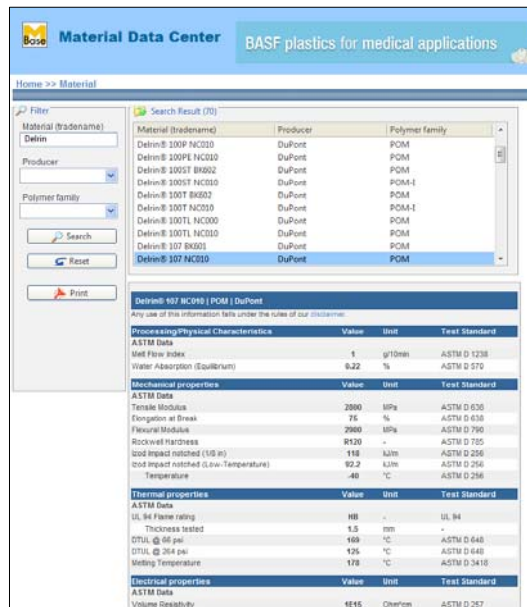 M
Base
Material Data Center
BASF plastics for medical applications
Home >> Material
Filter
Material (tradename)
Delrin
Producer
Polymer family
Search
Reset
Print
Search Result (70)
Material (tradename) Producer Polymer family
Delrin® 100P NC010 DuPont POM
Delrin® 100PE NC010 DuPont POM
Delrin® 100ST BK602 DuPont POM
Delrin® 100ST NC010 DuPont POM-I
Delrin® 100T BK602 DuPont POM
Delrin® 100T NC010 DuPont POM-I
Delrin® 100TL NC000 DuPont POM
Delrin® 100TL NC010 DuPont POM
Delrin® 107 BK601 DuPont POM
Delrin® 107 NC010 DuPont POM
Delrin® 107 NC010 | POM | DuPont
Any use of this information falls under the rules of our disclaimer.
Processing/Physical Characteristics Value Unit Test Standard
ASTM Data
Melt Flow Index 1 g/10min ASTM D 1238
Water Absorption (Equilibrium) 0.22 % ASTM D 570
Mechanical properties Value Unit Test Standard
ASTM Data
Tensile Modulus 2800 MPa ASTM D 638
Elongation at Break 75 % ASTM D 638
Flexural Modulus 2900 MPa ASTM D 790
Rockwell Hardness R120 - ASTM D 785
Izod Impact notched (1/8 in) 118 kJ/m ASTM D 256
Izod Impact notched (Low-Temperature) 92.2 kJ/m ASTM D 256
Temperature -40 °C ASTM D 256
Thermal properties Value Unit Test Standard
ASTM Data
UL 94 Flame rating HB - UL 94
Thickness tested 1.5 mm -
DTUL @ 66 psi 169 °C ASTM D 648
DTUL @ 264 psi 125 °C ASTM D 648
Melting Temperature 178 °C ASTM D 3418
Electrical properties Value Unit Test Standard
ASTM Data
Volume Resistivity 1E15 Ohm*cm ASTM D 257